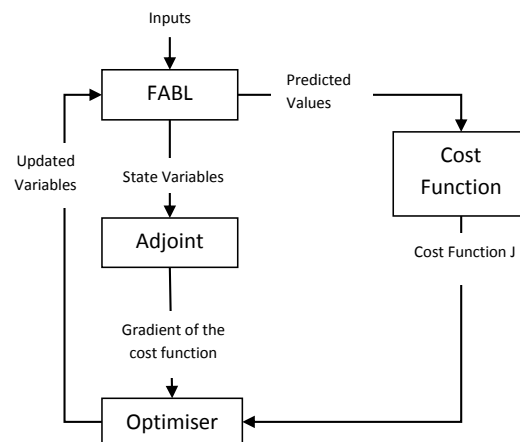 Inputs
FABL
Predicted
Values
Updated
Variables
State Variables
Cost
Function
Adjoint
Cost Function J
Gradient of the
cost function
Optimiser